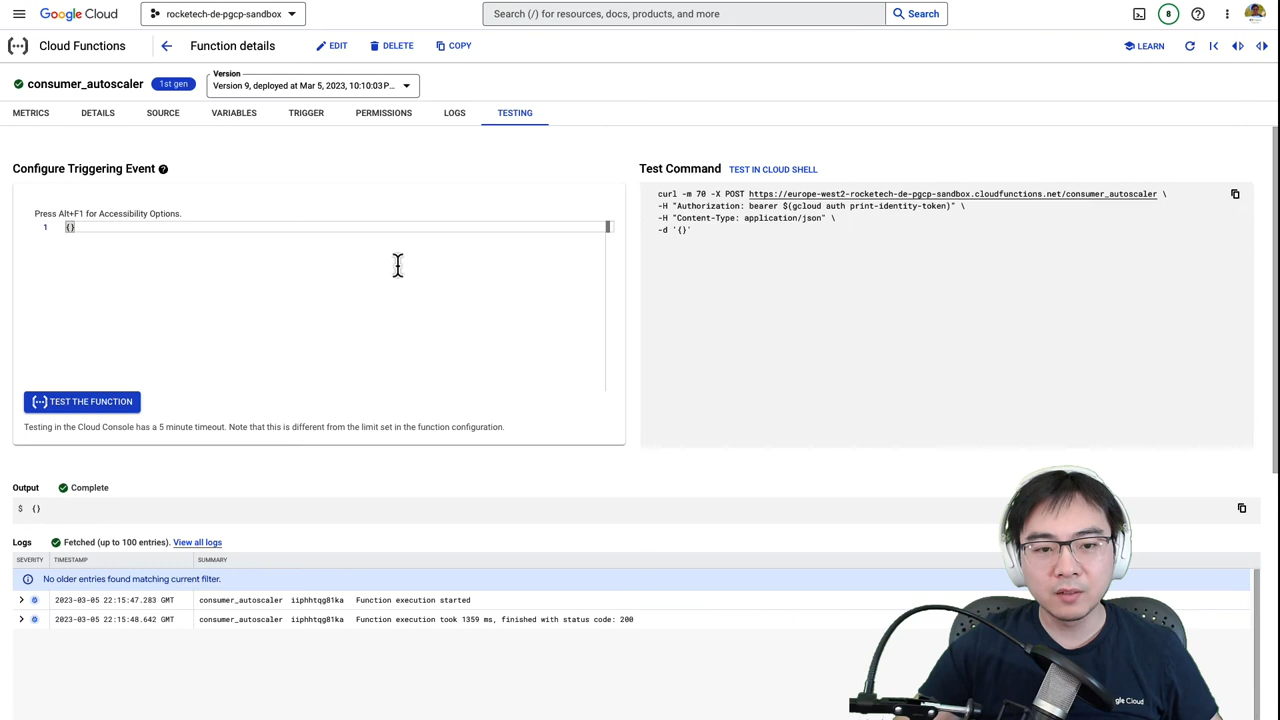 Google Cloud
rocketech-de-pgcp-sandbox
Search (/) for resources, docs, products, and more
Search
8
Cloud Functions
Function details
EDIT
DELETE
COPY
LEARN
consumer_autoscaler
1st gen
Version
Version 9, deployed at Mar 5, 2023, 10:10:03 P...
METRICS
DETAILS
SOURCE
VARIABLES
TRIGGER
PERMISSIONS
LOGS
TESTING
Configure Triggering Event
Press Alt+F1 for Accessibility Options.
1 {}
TEST THE FUNCTION
Testing in the Cloud Console has a 5 minute timeout. Note that this is different from the limit set in the function configuration.
Test Command
TEST IN CLOUD SHELL
curl -m 70 -X POST https://europe-west2-rocketech-de-pgcp-sandbox.cloudfunctions.net/consumer_autoscaler \
-H "Authorization: bearer $(gcloud auth print-identity-token)" \
-H "Content-Type: application/json" \
-d '{}'
Output
Complete
$ {}
Logs
Fetched (up to 100 entries). View all logs
SEVERITY TIMESTAMP SUMMARY
No older entries found matching current filter.
2023-03-05 22:15:47.283 GMT consumer_autoscaler iiphhtqg81ka Function execution started
2023-03-05 22:15:48.642 GMT consumer_autoscaler iiphhtqg81ka Function execution took 1359 ms, finished with status code: 200
gle Cloud